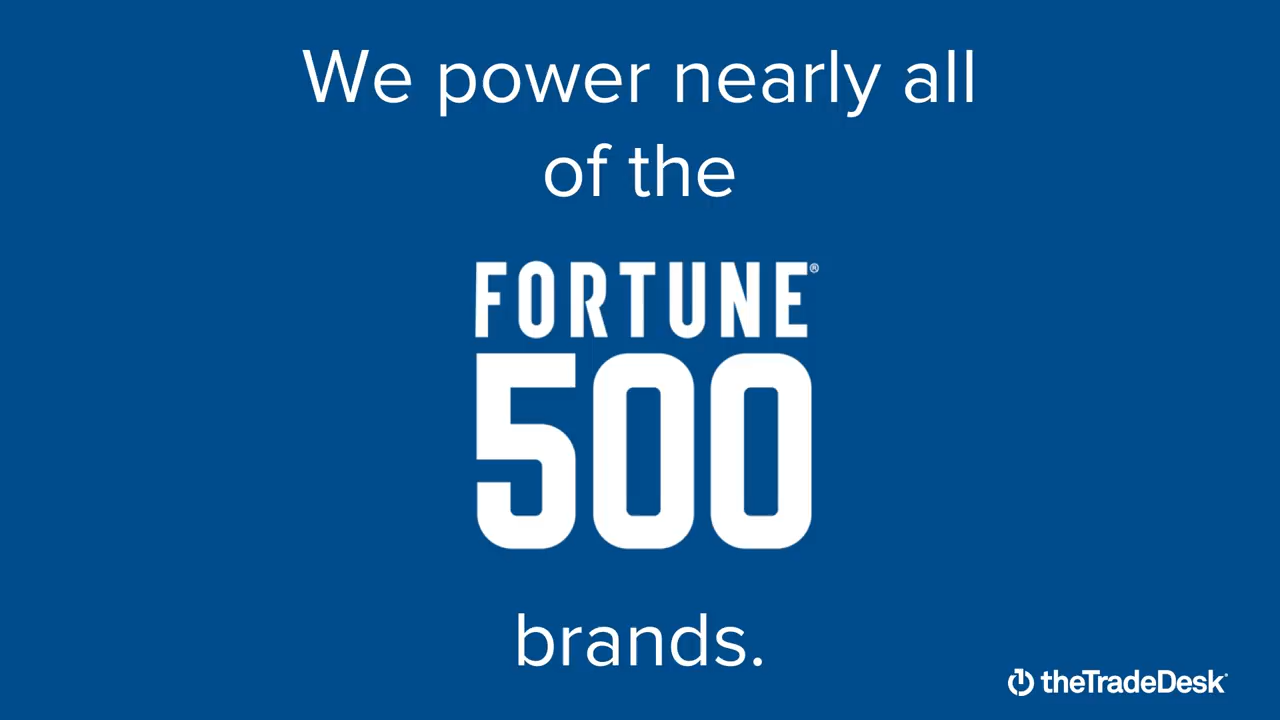 We power nearly all
of the
FORTUNE®
500
brands.
theTradeDesk®